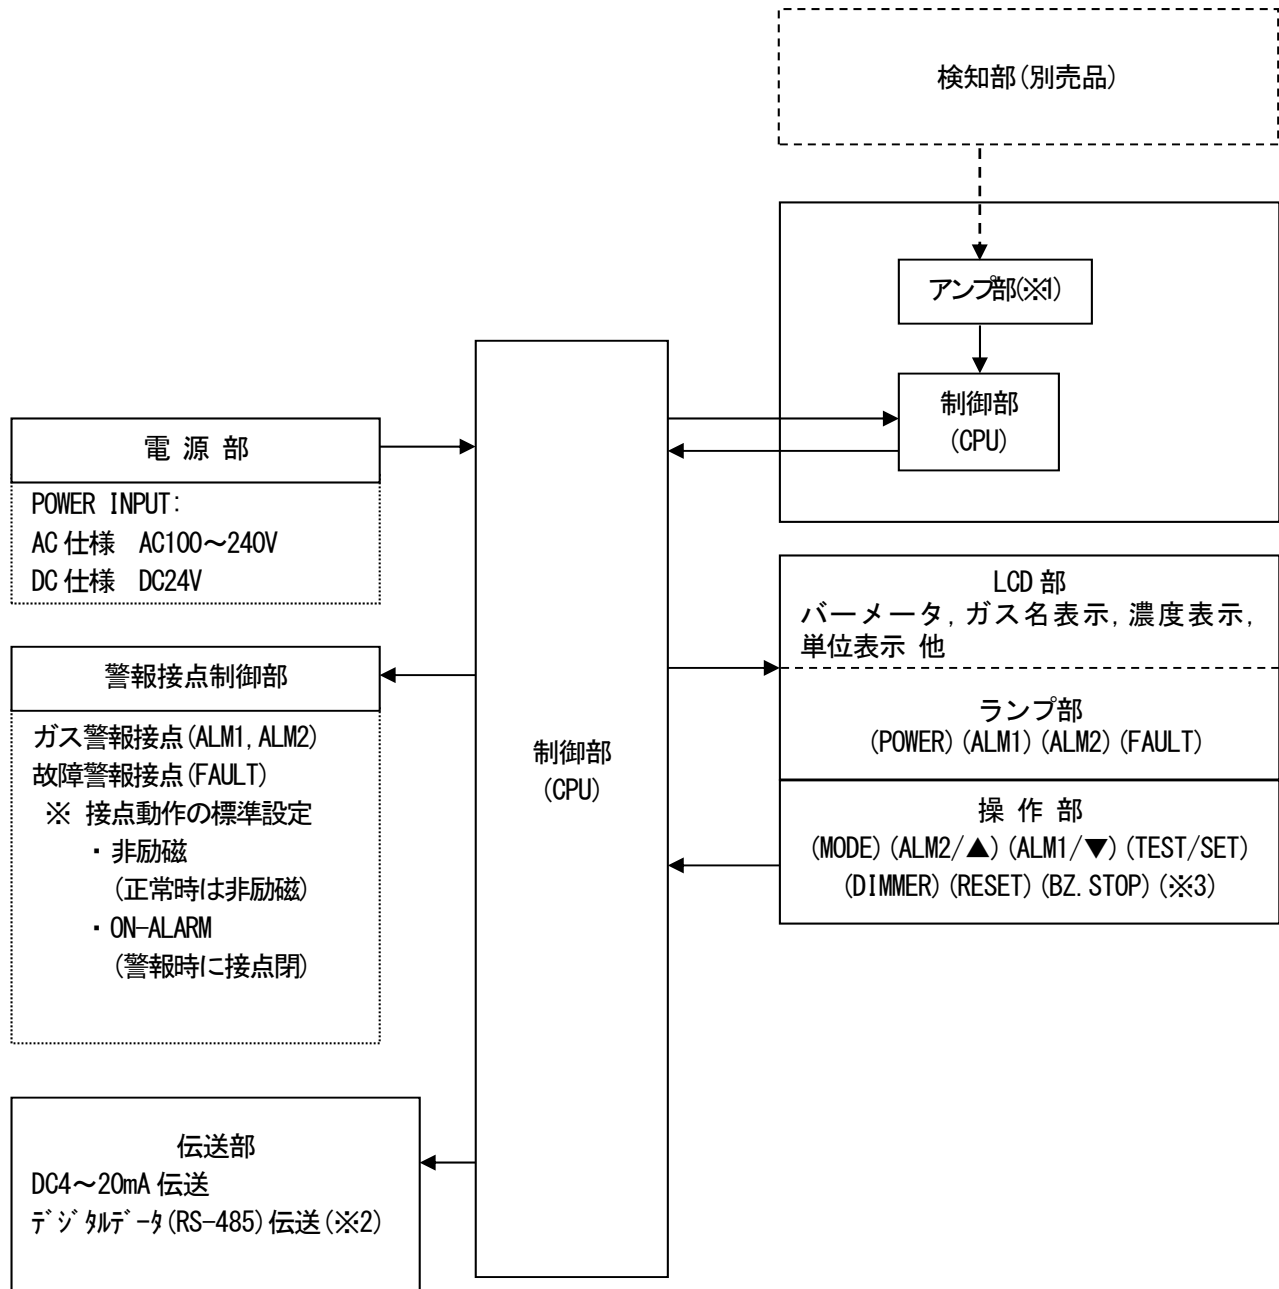 検知部(別売品)
アンプ部(※1)
制御部
(CPU)
電 源 部
POWER INPUT:
AC 仕様　AC100～240V
DC 仕様　DC24V
警報接点制御部
ガス警報接点(ALM1, ALM2)
故障警報接点(FAULT)
※ 接点動作の標準設定
・非励磁
(正常時は非励磁)
・ON-ALARM
(警報時に接点閉)
伝送部
DC4～20mA 伝送
ﾃﾞｼﾞﾀﾙﾃﾞｰﾀ(RS-485)伝送(※2)
制御部
(CPU)
LCD 部
バーメータ, ガス名表示, 濃度表示,
単位表示 他
ランプ部
(POWER) (ALM1) (ALM2) (FAULT)
操 作 部
(MODE) (ALM2/▲) (ALM1/▼) (TEST/SET)
(DIMMER) (RESET) (BZ.STOP) (※3)